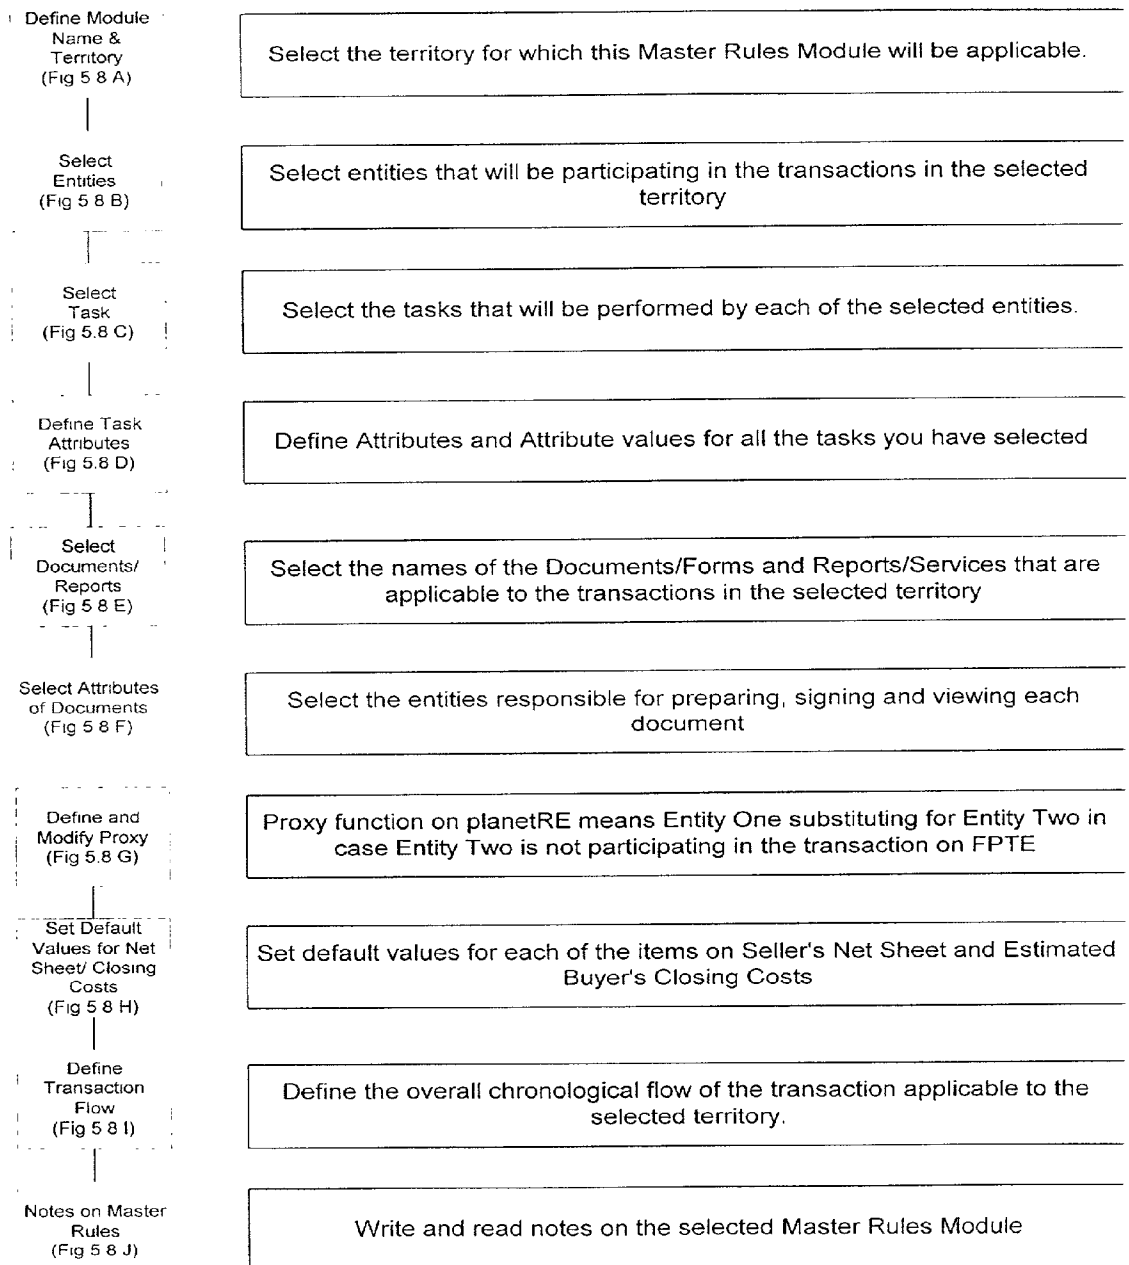 Define Module
Name &
Territory
(Fig 5 8 A)
Select the territory for which this Master Rules Module will be applicable.
Select
Entities
(Fig 5 8 B)
Select entities that will be participating in the transactions in the selected
territory
Select
Task
(Fig 5.8 C)
Select the tasks that will be performed by each of the selected entities.
Define Task
Attributes
(Fig 5.8 D)
Define Attributes and Attribute values for all the tasks you have selected
Select
Documents/
Reports
(Fig 5 8 E)
Select the names of the Documents/Forms and Reports/Services that are
applicable to the transactions in the selected territory
Select Attributes
of Documents
(Fig 5 8 F)
Select the entities responsible for preparing, signing and viewing each
document
Define and
Modify Proxy
(Fig 5.8 G)
Proxy function on planetRE means Entity One substituting for Entity Two in
case Entity Two is not participating in the transaction on FPTE
Set Default
Values for Net
Sheet/ Closing
Costs
(Fig 5 8 H)
Set default values for each of the items on Seller's Net Sheet and Estimated
Buyer's Closing Costs
Define
Transaction
Flow
(Fig 5 8 I)
Define the overall chronological flow of the transaction applicable to the
selected territory.
Notes on Master
Rules
(Fig 5 8 J)
Write and read notes on the selected Master Rules Module